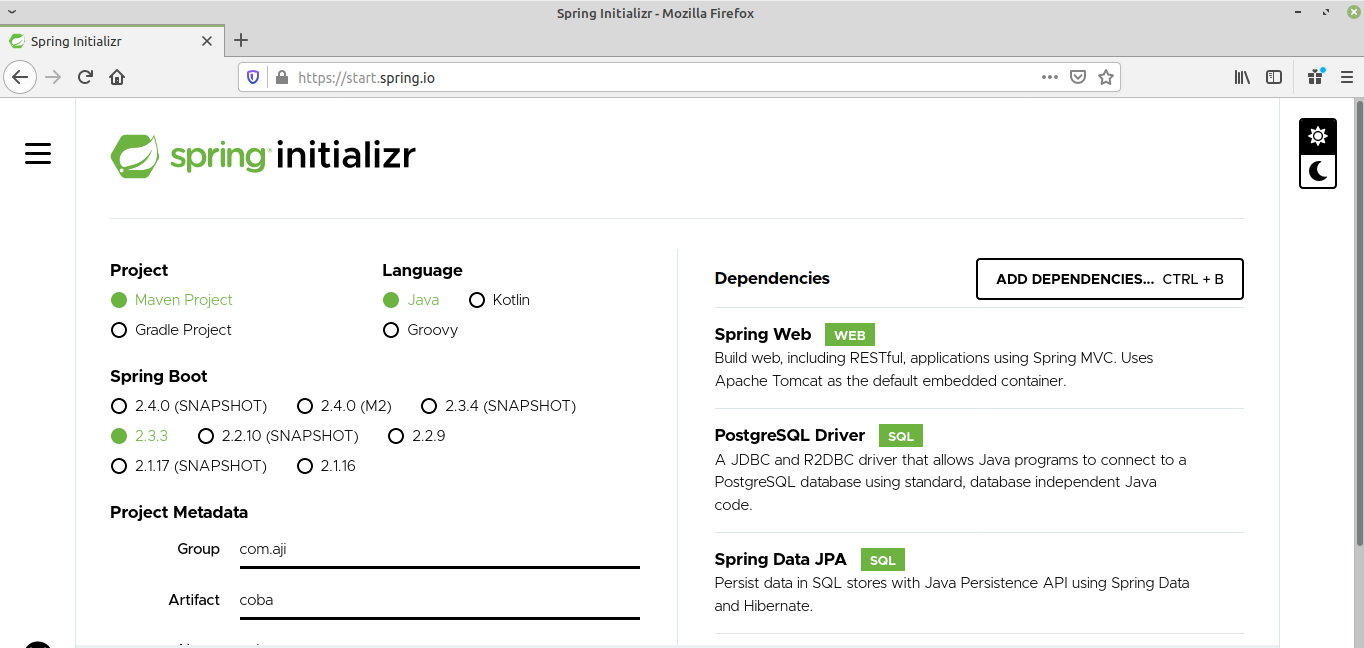 Spring Initializr - Mozilla Firefox
Spring Initializr
https://start.spring.io
spring initializr
Project
Maven Project
Gradle Project
Language
Java
Kotlin
Groovy
Spring Boot
2.4.0 (SNAPSHOT) 2.4.0 (M2) 2.3.4 (SNAPSHOT)
2.3.3 2.2.10 (SNAPSHOT) 2.2.9
2.1.17 (SNAPSHOT) 2.1.16
Project Metadata
Group com.aji
Artifact coba
Dependencies
ADD DEPENDENCIES... CTRL + B
Spring Web WEB
Build web, including RESTful, applications using Spring MVC. Uses
Apache Tomcat as the default embedded container.
PostgreSQL Driver SQL
A JDBC and R2DBC driver that allows Java programs to connect to a
PostgreSQL database using standard, database independent Java
code.
Spring Data JPA SQL
Persist data in SQL stores with Java Persistence API using Spring Data
and Hibernate.